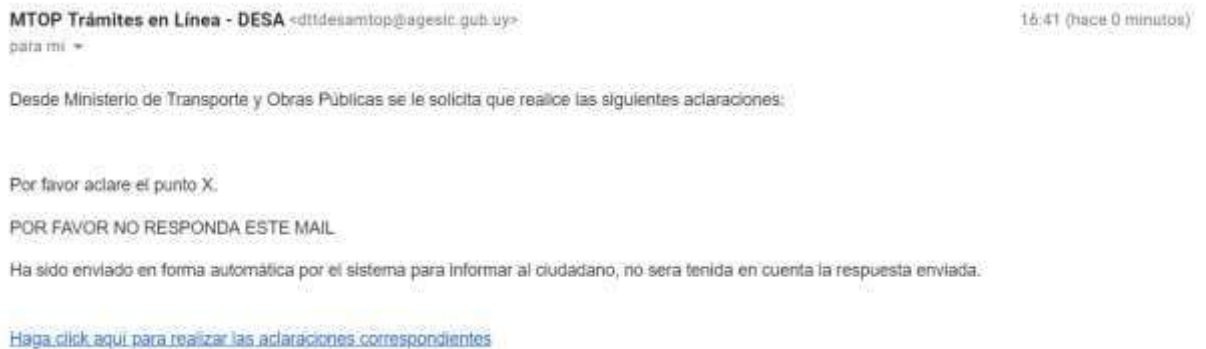 MTOP Trámites en Línea - DESA <dttdesamtop@agesic.gub.uy> 16:41 (hace 0 minutos)
para mi
Desde Ministerio de Transporte y Obras Públicas se le solicita que realice las siguientes aclaraciones:
Por favor aclare el punto X.
POR FAVOR NO RESPONDA ESTE MAIL
Ha sido enviado en forma automática por el sistema para informar al ciudadano, no sera tenida en cuenta la respuesta enviada.
Haga click aquí para realizar las aclaraciones correspondientes